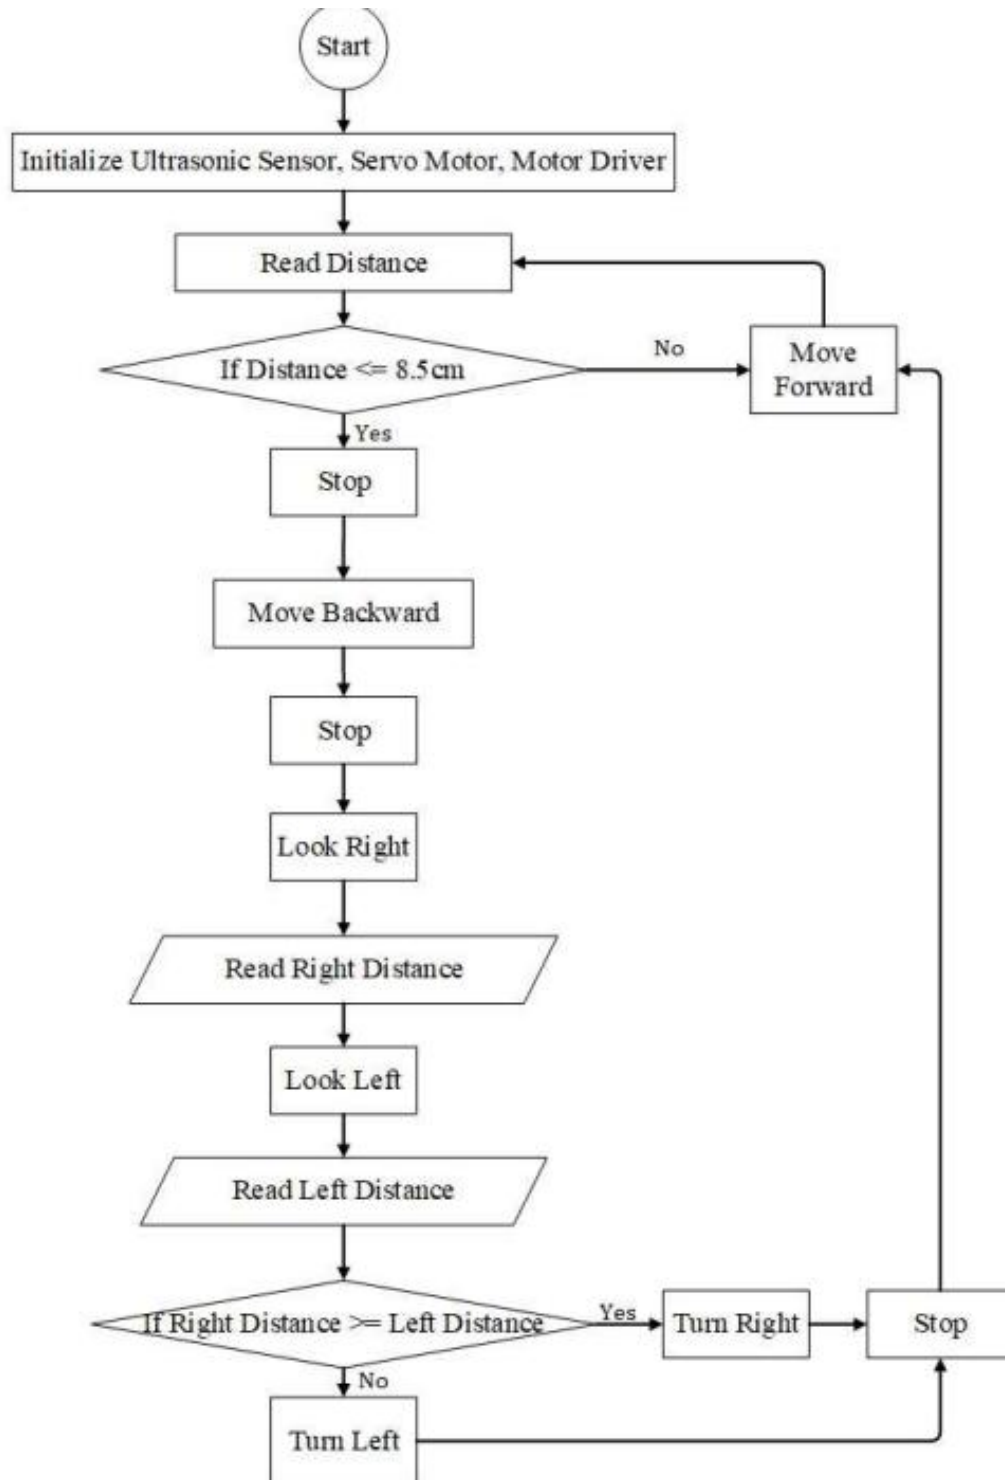 Start
Initialize Ultrasonic Sensor, Servo Motor, Motor Driver
Read Distance
If Distance <= 8.5cm
No
Move
Forward
Yes
Stop
Move Backward
Stop
Look Right
Read Right Distance
Look Left
Read Left Distance
If Right Distance >= Left Distance
Yes
Turn Right
Stop
No
Turn Left